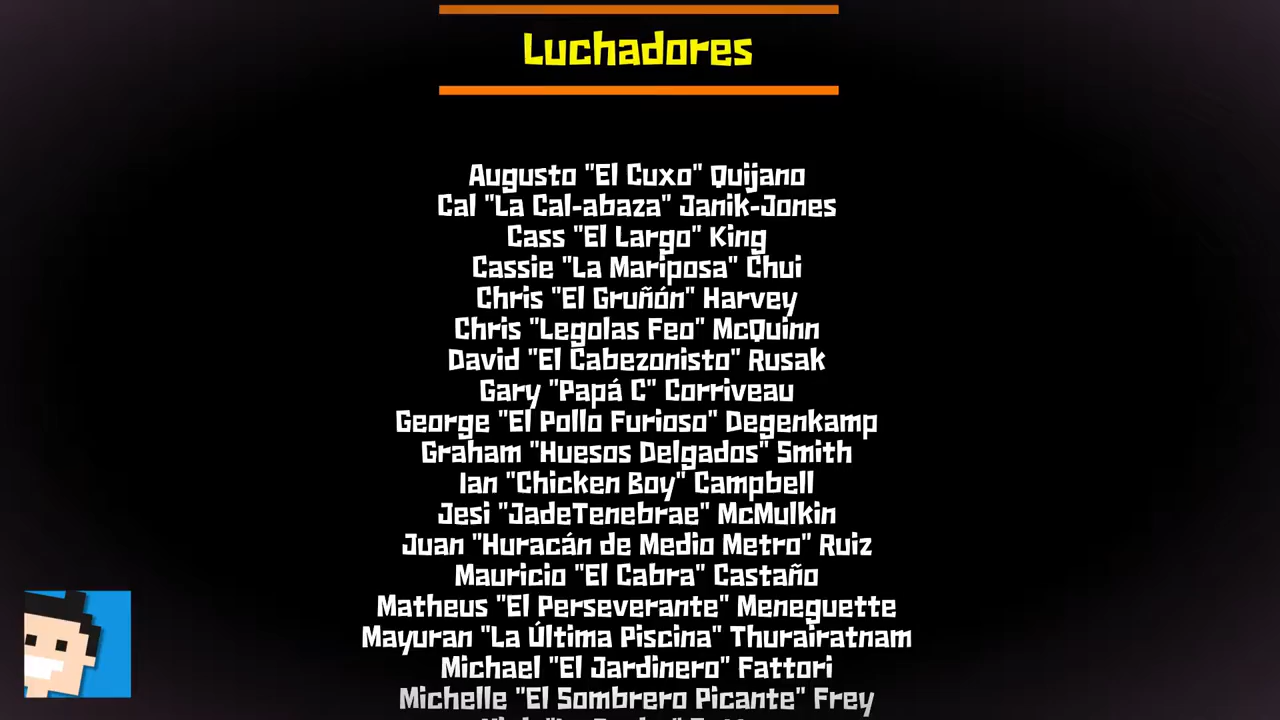 Luchadores
Augusto "El Cuxo" Quijano
Cal "La Cal-abaza" Janik-Jones
Cass "El Largo" King
Cassie "La Mariposa" Chui
Chris "El Gruñón" Harvey
Chris "Legolas Feo" McQuinn
David "El Cabezonisto" Rusak
Gary "Papá C" Corriveau
George "El Pollo Furioso" Degenkamp
Graham "Huesos Delgados" Smith
Ian "Chicken Boy" Campbell
Jesi "JadeTenebrae" McMulkin
Juan "Huracán de Medio Metro" Ruiz
Mauricio "El Cabra" Castaño
Matheus "El Perseverante" Meneguette
Mayuran "La Última Piscina" Thurairatnam
Michael "El Jardinero" Fattori
Michelle "El Sombrero Picante" Frey